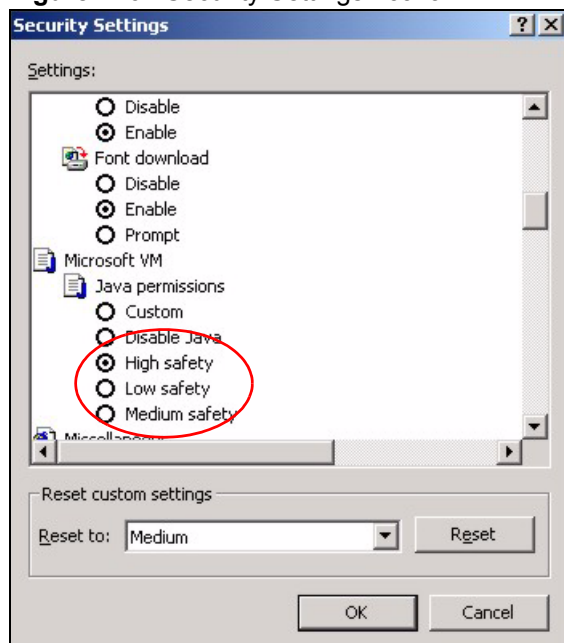 Security Settings
Settings:
Disable
Enable
Font download
Disable
Enable
Prompt
Microsoft VM
Java permissions
Custom
Disable Java
High safety
Low safety
Medium safety
Miscellaneous
Reset custom settings
Reset to: Medium Reset
OK Cancel